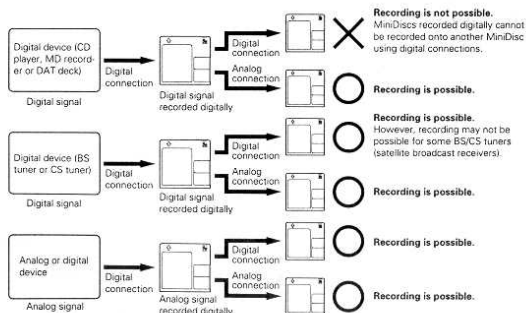 Digital device (CD
player, MD record-
er or DAT deck)
Digital signal
Digital
connection
Digital signal
recorded digitally
Digital
connection
Analog
connection
Recording is not possible.
MiniDiscs recorded digitally cannot
be recorded onto another MiniDisc
using digital connections.
Recording is possible.
Digital device (BS
tuner or CS tuner)
Digital signal
Digital
connection
Digital signal
recorded digitally
Digital
connection
Analog
connection
Recording is possible.
However, recording may not be
possible for some BS/CS tuners
(satellite broadcast receivers).
Recording is possible.
Analog or digital
device
Analog signal
Digital
connection
Analog signal
recorded digitally
Digital
connection
Analog
connection
Recording is possible.
Recording is possible.